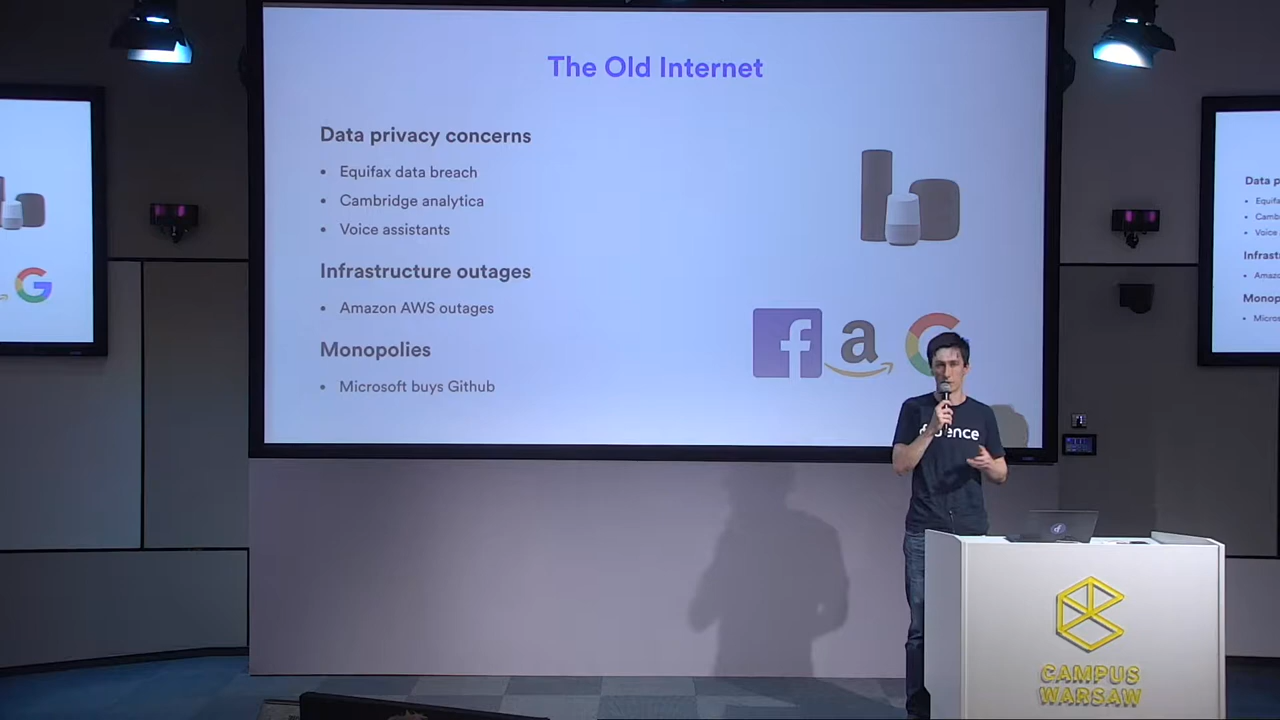 The Old Internet
Data privacy concerns
• Equifax data breach
• Cambridge analytica
• Voice assistants
Infrastructure outages
• Amazon AWS outages
Monopolies
• Microsoft buys Github
CAMPUS
WARSAW